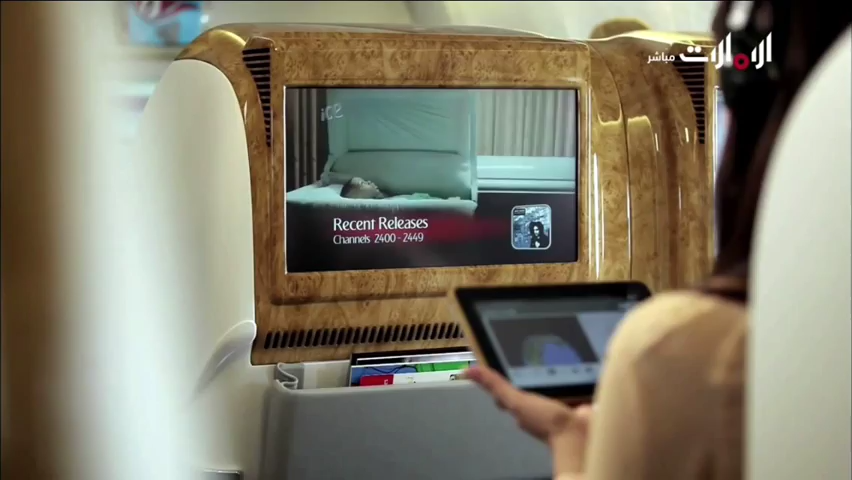 الإمارات
مباشر
ice
Recent Releases
Channels 2400 - 2449